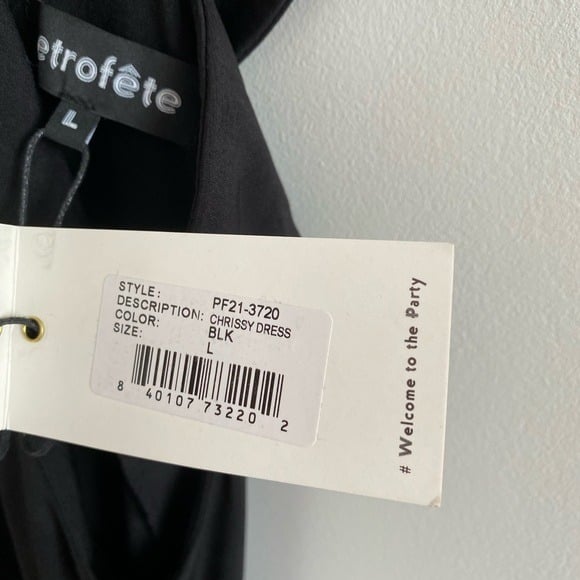 etrofête
L
STYLE: PF21-3720
DESCRIPTION: CHRISSY DRESS
COLOR: BLK
SIZE: L
8 40107 73220 2
# Welcome to the Party